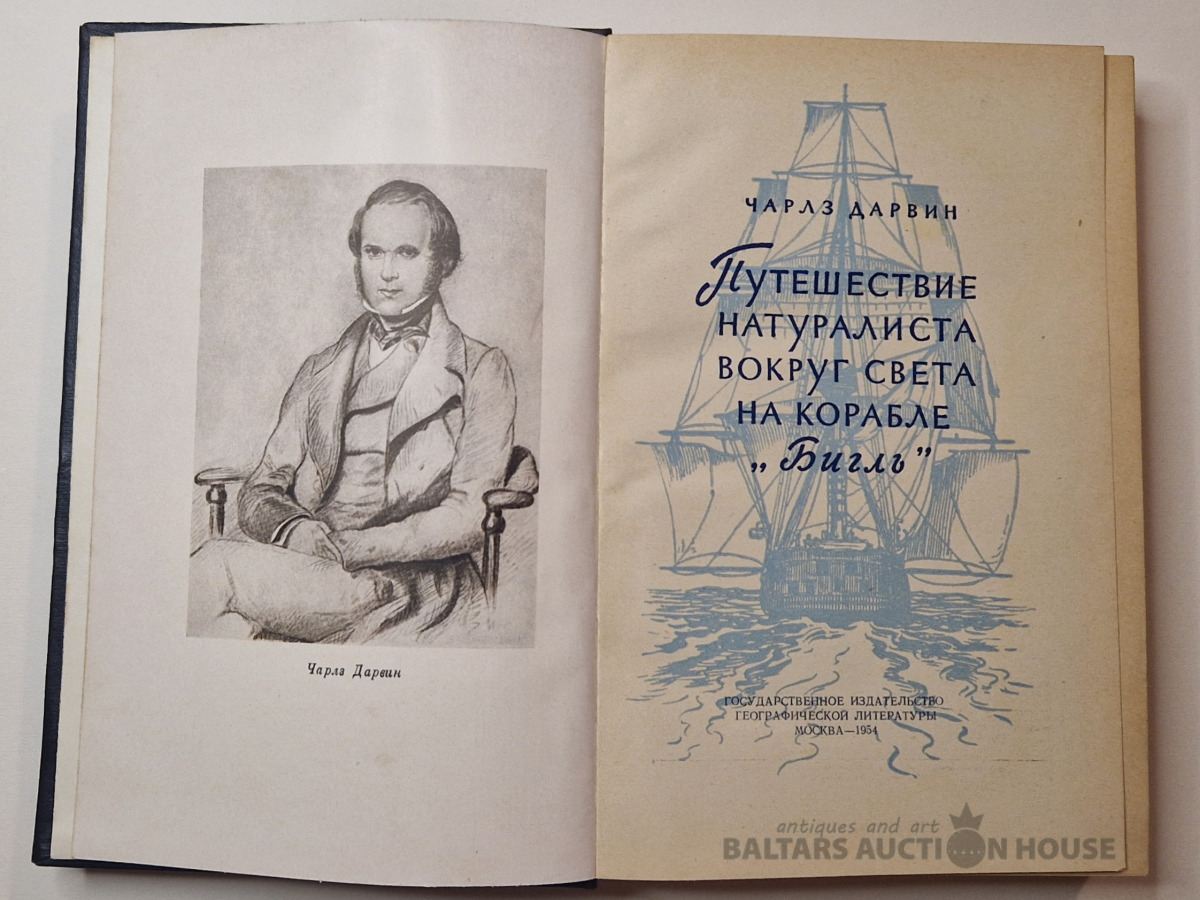 Чарлз Дарвин
ЧАРЛЗ ДАРВИН
ПУТЕШЕСТВИЕ
НАТУРАЛИСТА
ВОКРУГ СВЕТА
НА КОРАБЛЕ
„Бигль”
ГОСУДАРСТВЕННОЕ ИЗДАТЕЛЬСТВО
ГЕОГРАФИЧЕСКОЙ ЛИТЕРАТУРЫ
МОСКВА—1954
antiques and art
BALTARS AUCTION HOUSE